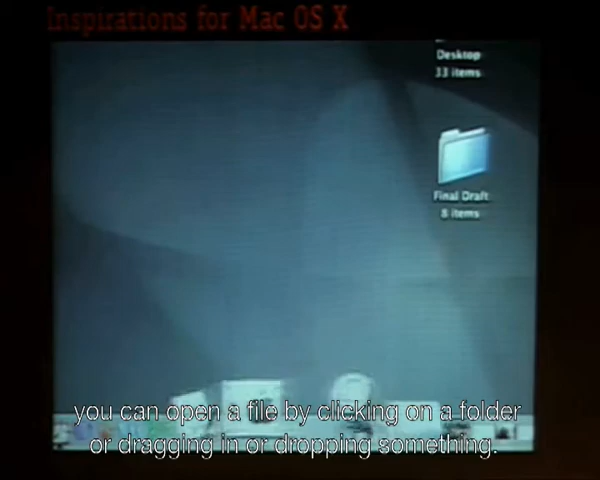 Inspirations for Mac OS X
Desktop
33 items
Final Draft
8 items
you can open a file by clicking on a folder
or dragging in or dropping something.